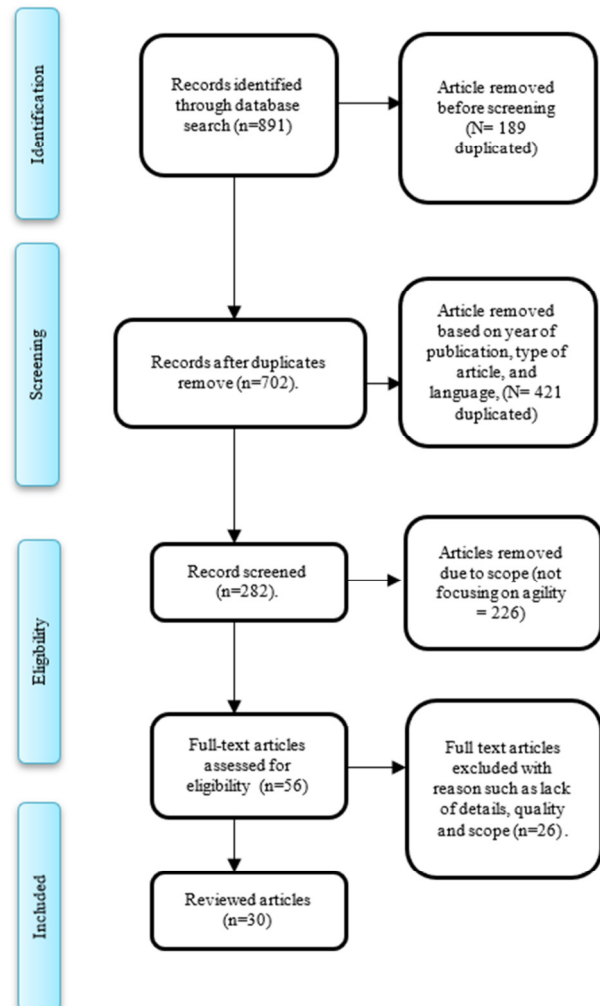 Identification
Records identified
through database
search (n=891)
Article removed
before screening
(N= 189
duplicated)
Screening
Records after duplicates
remove (n=702).
Article removed
based on year of
publication, type of
article, and
language, (N= 421
duplicated)
Eligibility
Record screened
(n=282).
Articles removed
due to scope (not
focusing on agility
= 226)
Full-text articles
assessed for
eligibility (n=56)
Full text articles
excluded with
reason such as lack
of details, quality
and scope (n=26).
Included
Reviewed articles
(n=30)